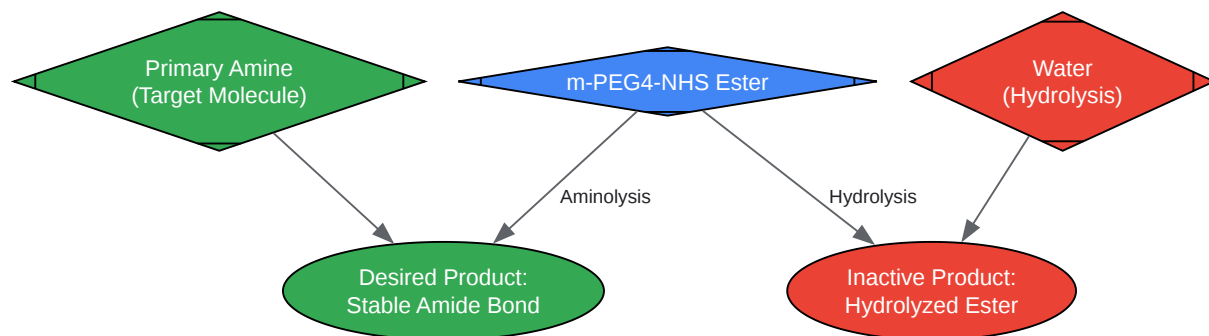 Primary Amine
(Target Molecule)
m-PEG4-NHS Ester
Water
(Hydrolysis)
Aminolysis
Hydrolysis
Desired Product:
Stable Amide Bond
Inactive Product:
Hydrolyzed Ester